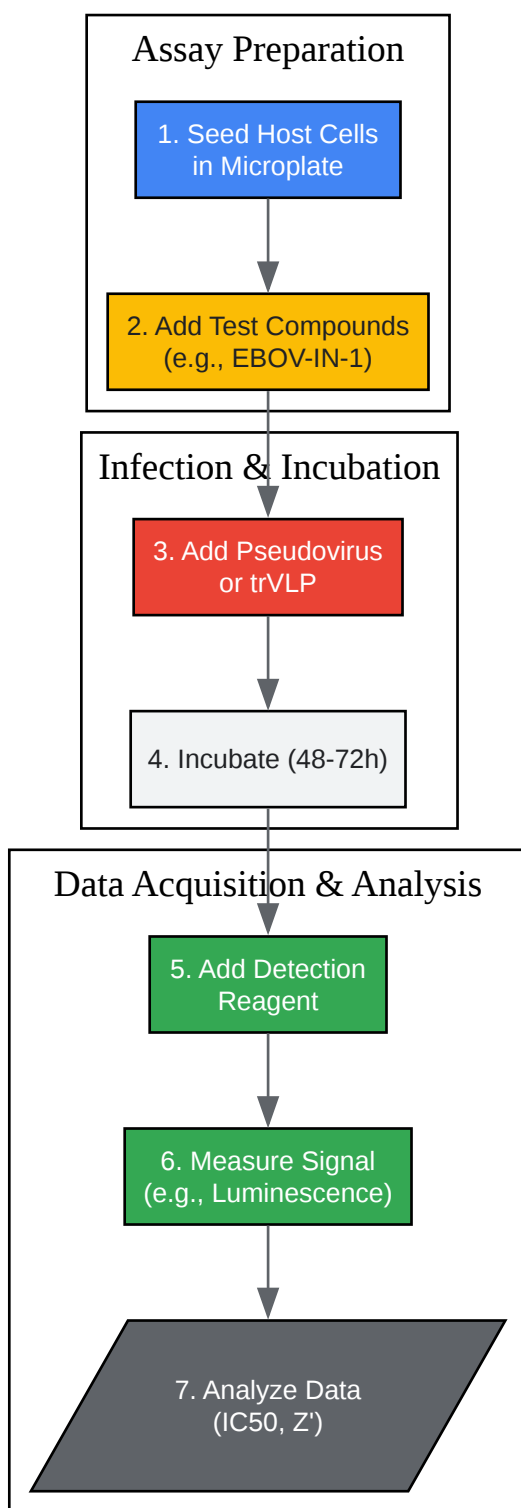 Assay Preparation
1. Seed Host Cells
in Microplate
2. Add Test Compounds
(e.g., EBOV-IN-1)
Infection & Incubation
3. Add Pseudovirus
or trVLP
4. Incubate (48-72h)
Data Acquisition & Analysis
5. Add Detection
Reagent
6. Measure Signal
(e.g., Luminescence)
7. Analyze Data
(IC50, Z')